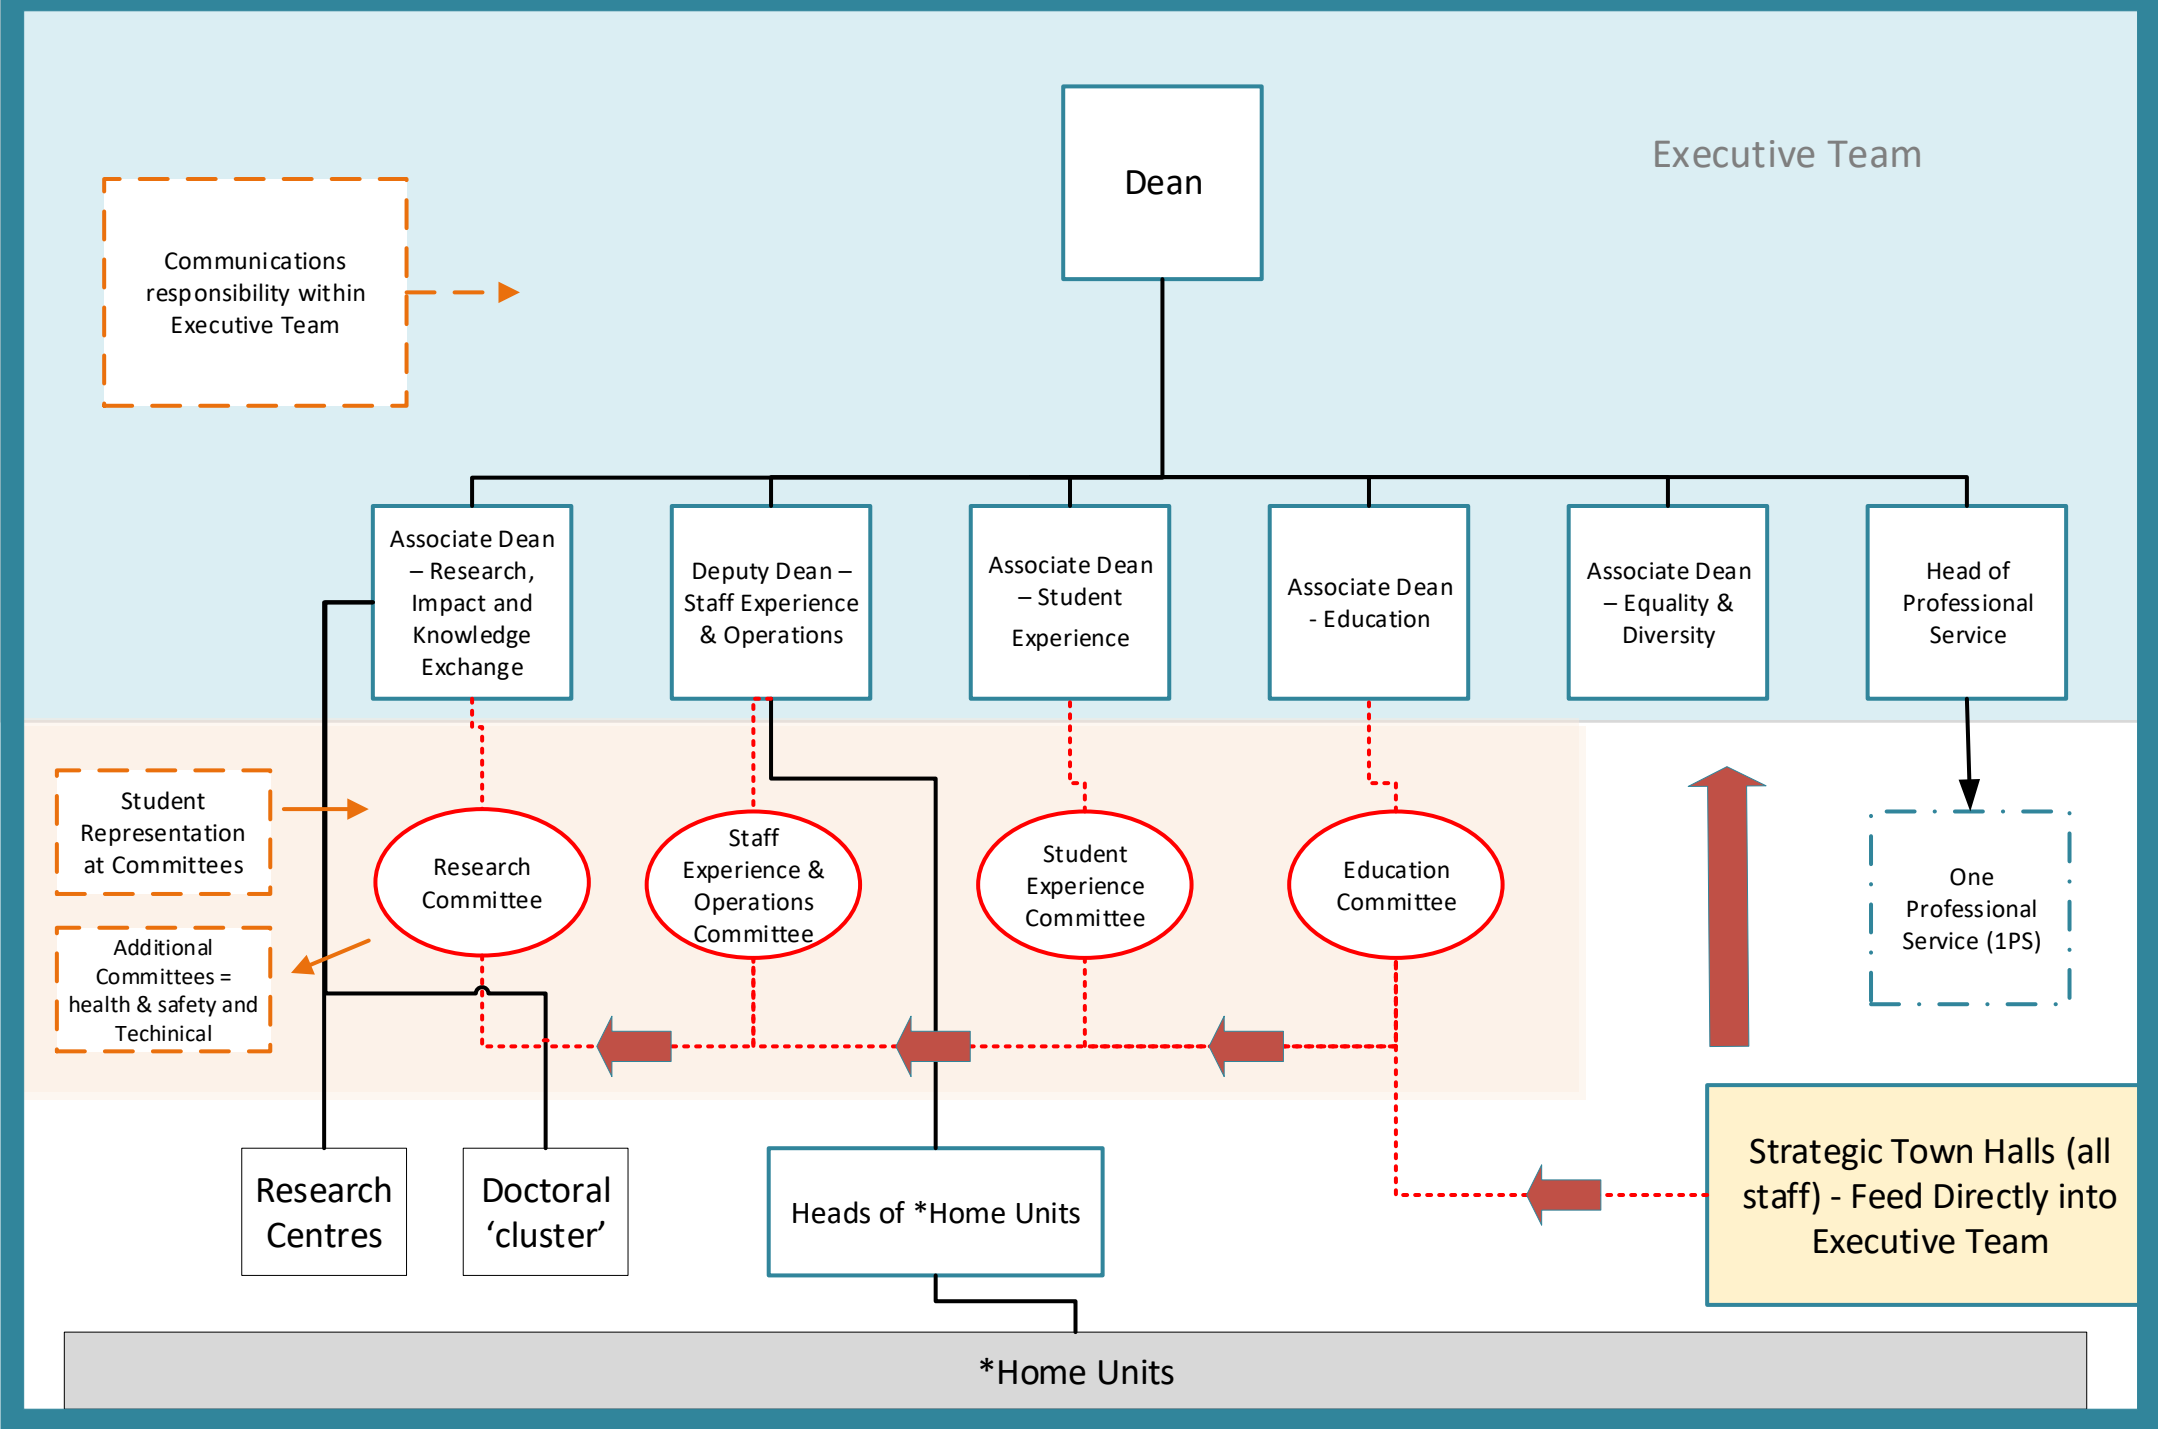 Executive Team
Dean
Communications
responsibility within
Executive Team
Associate Dean
– Research,
Impact and
Knowledge
Exchange
Deputy Dean –
Staff Experience
& Operations
Associate Dean
– Student
Experience
Associate Dean
- Education
Associate Dean
– Equality &
Diversity
Head of
Professional
Service
Student
Representation
at Committees
Additional
Committees =
health & safety and
Techinical
Research
Committee
Staff
Experience &
Operations
Committee
Student
Experience
Committee
Education
Committee
One
Professional
Service (1PS)
Research
Centres
Doctoral
‘cluster’
Heads of *Home Units
Strategic Town Halls (all
staff) - Feed Directly into
Executive Team
*Home Units